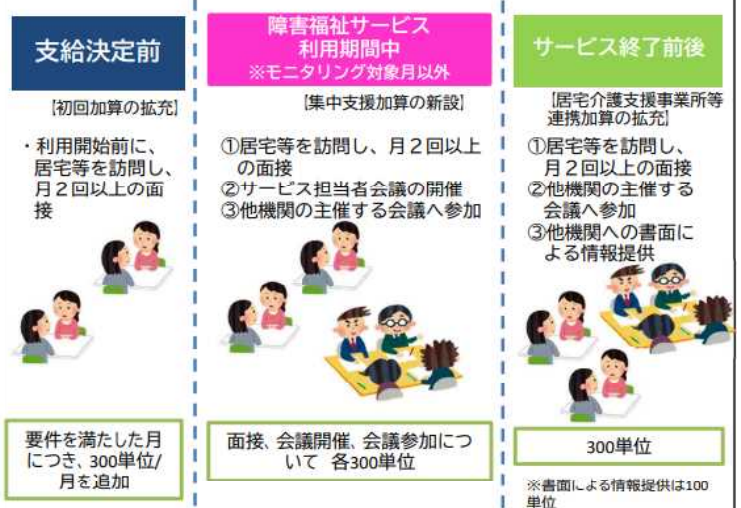 支給決定前
【初回加算の拡充】
・利用開始前に、
居宅等を訪問し、
月2回以上の面
接
要件を満たした月
につき、300単位/
月を追加
障害福祉サービス
利用期間中
※モニタリング対象月以外
【集中支援加算の新設】
①居宅等を訪問し、月2回以上
の面接
②サービス担当者会議の開催
③他機関の主催する会議へ参加
面接、会議開催、会議参加につ
いて 各300単位
サービス終了前後
【居宅介護支援事業所等
連携加算の拡充】
①居宅等を訪問し、
月2回以上の面接
②他機関の主催する
会議へ参加
③他機関への書面に
よる情報提供
300単位
※書面による情報提供は100
単位